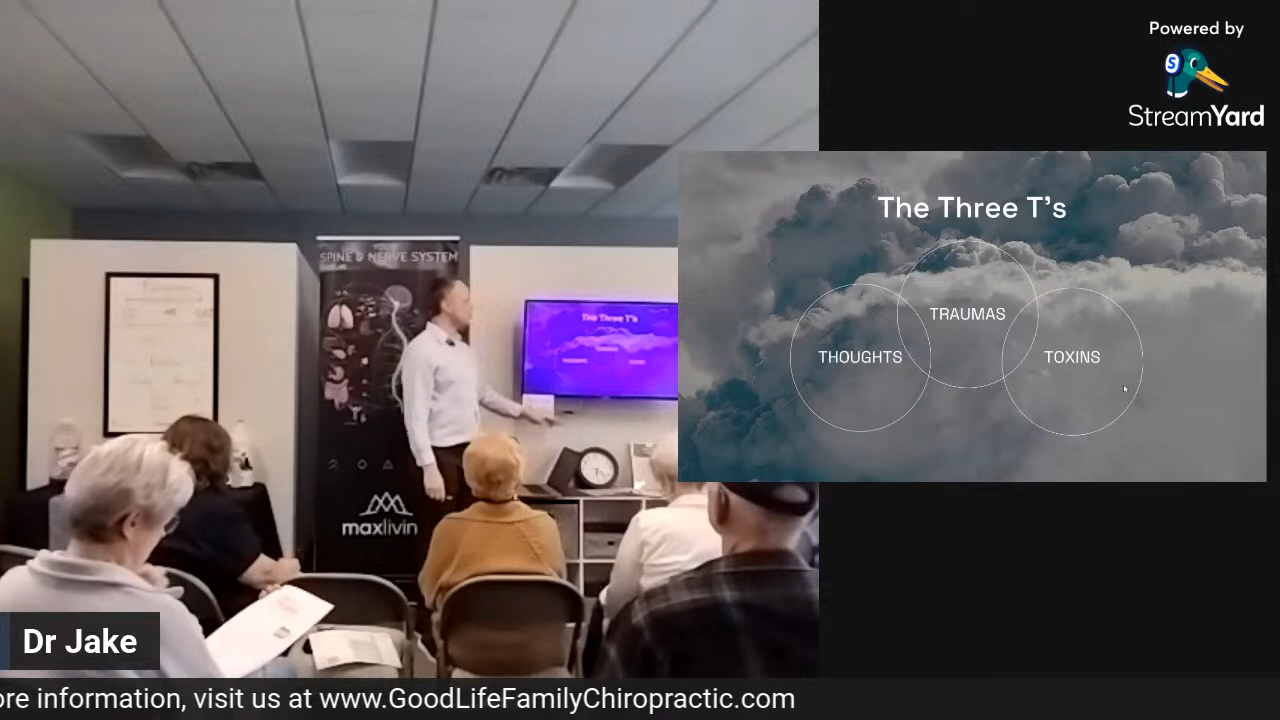 Powered by
StreamYard
The Three T's
TRAUMAS
THOUGHTS
TOXINS
SPINE & NERVE SYSTEM
The Three T's
maxlivin
Dr Jake
ore information, visit us at www.GoodLifeFamilyChiropractic.com